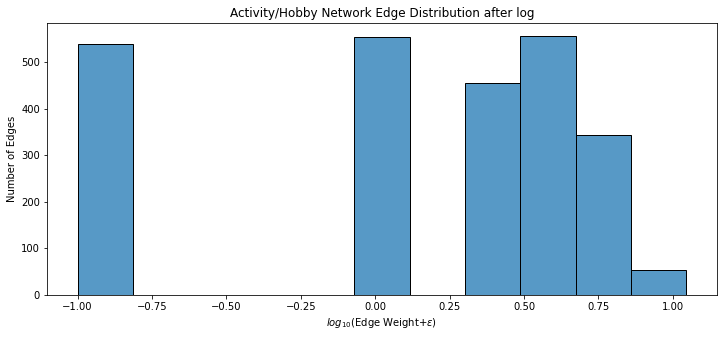 Activity/Hobby Network Edge Distribution after log
Number of Edges
500
400
300
200
100
0
−1.00 −0.75 −0.50 −0.25 0.00 0.25 0.50 0.75 1.00
log₁₀(Edge Weight+ε)